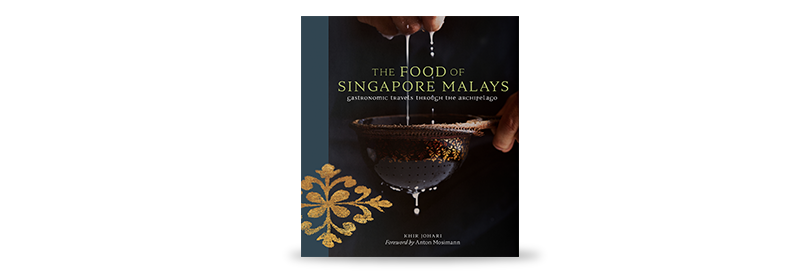 THE FOOD OF
SINGAPORE MALAYS
gastronomic travels through the archipelago
KHIR JOHARI
Foreword by Anton Mosimann